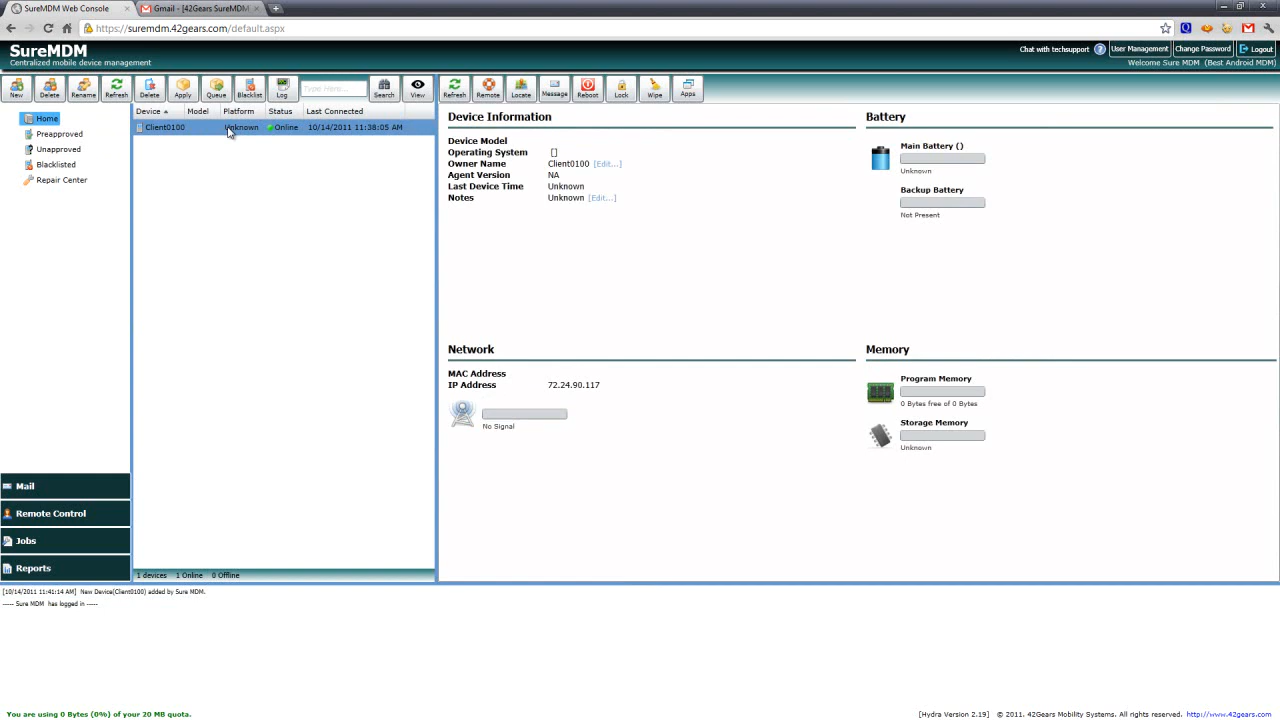 SureMDM Web Console
Gmail - [42Gears SureMDM
https://suremdm.42gears.com/default.aspx
SureMDM
Centralized mobile device management
Chat with techsupport ? User Management Change Password Logout
Welcome Sure MDM (Best Android MDM)
New Delete Rename Refresh Delete Apply Queue Blacklist Log Type Here... Search View Refresh Remote Locate Message Reboot Lock Wipe Apps
Home
Preapproved
Unapproved
Blacklisted
Repair Center
Device Model Platform Status Last Connected
Client0100 Unknown Online 10/14/2011 11:38:05 AM
Device Information
Device Model
Operating System []
Owner Name Client0100 [Edit...]
Agent Version NA
Last Device Time Unknown
Notes Unknown [Edit...]
Battery
Main Battery ()
Unknown
Backup Battery
Not Present
Network
MAC Address
IP Address 72.24.90.117
No Signal
Memory
Program Memory
0 Bytes free of 0 Bytes
Storage Memory
Unknown
Mail
Remote Control
Jobs
Reports
1 devices 1 Online 0 Offline
[10/14/2011 11:41:14 AM] New Device(Client0100) added by Sure MDM.
----- Sure MDM has logged in -----
You are using 0 Bytes (0%) of your 20 MB quota.
[Hydra Version 2.19] © 2011. 42Gears Mobility Systems. All rights reserved. http://www.42gears.com